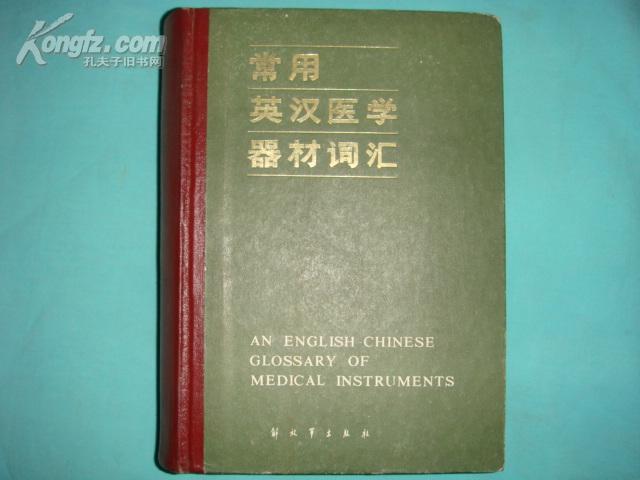 Kongfz.com
孔夫子旧书网
常用
英汉医学
器材词汇
AN ENGLISH-CHINESE
GLOSSARY OF
MEDICAL INSTRUMENTS
解放军出版社